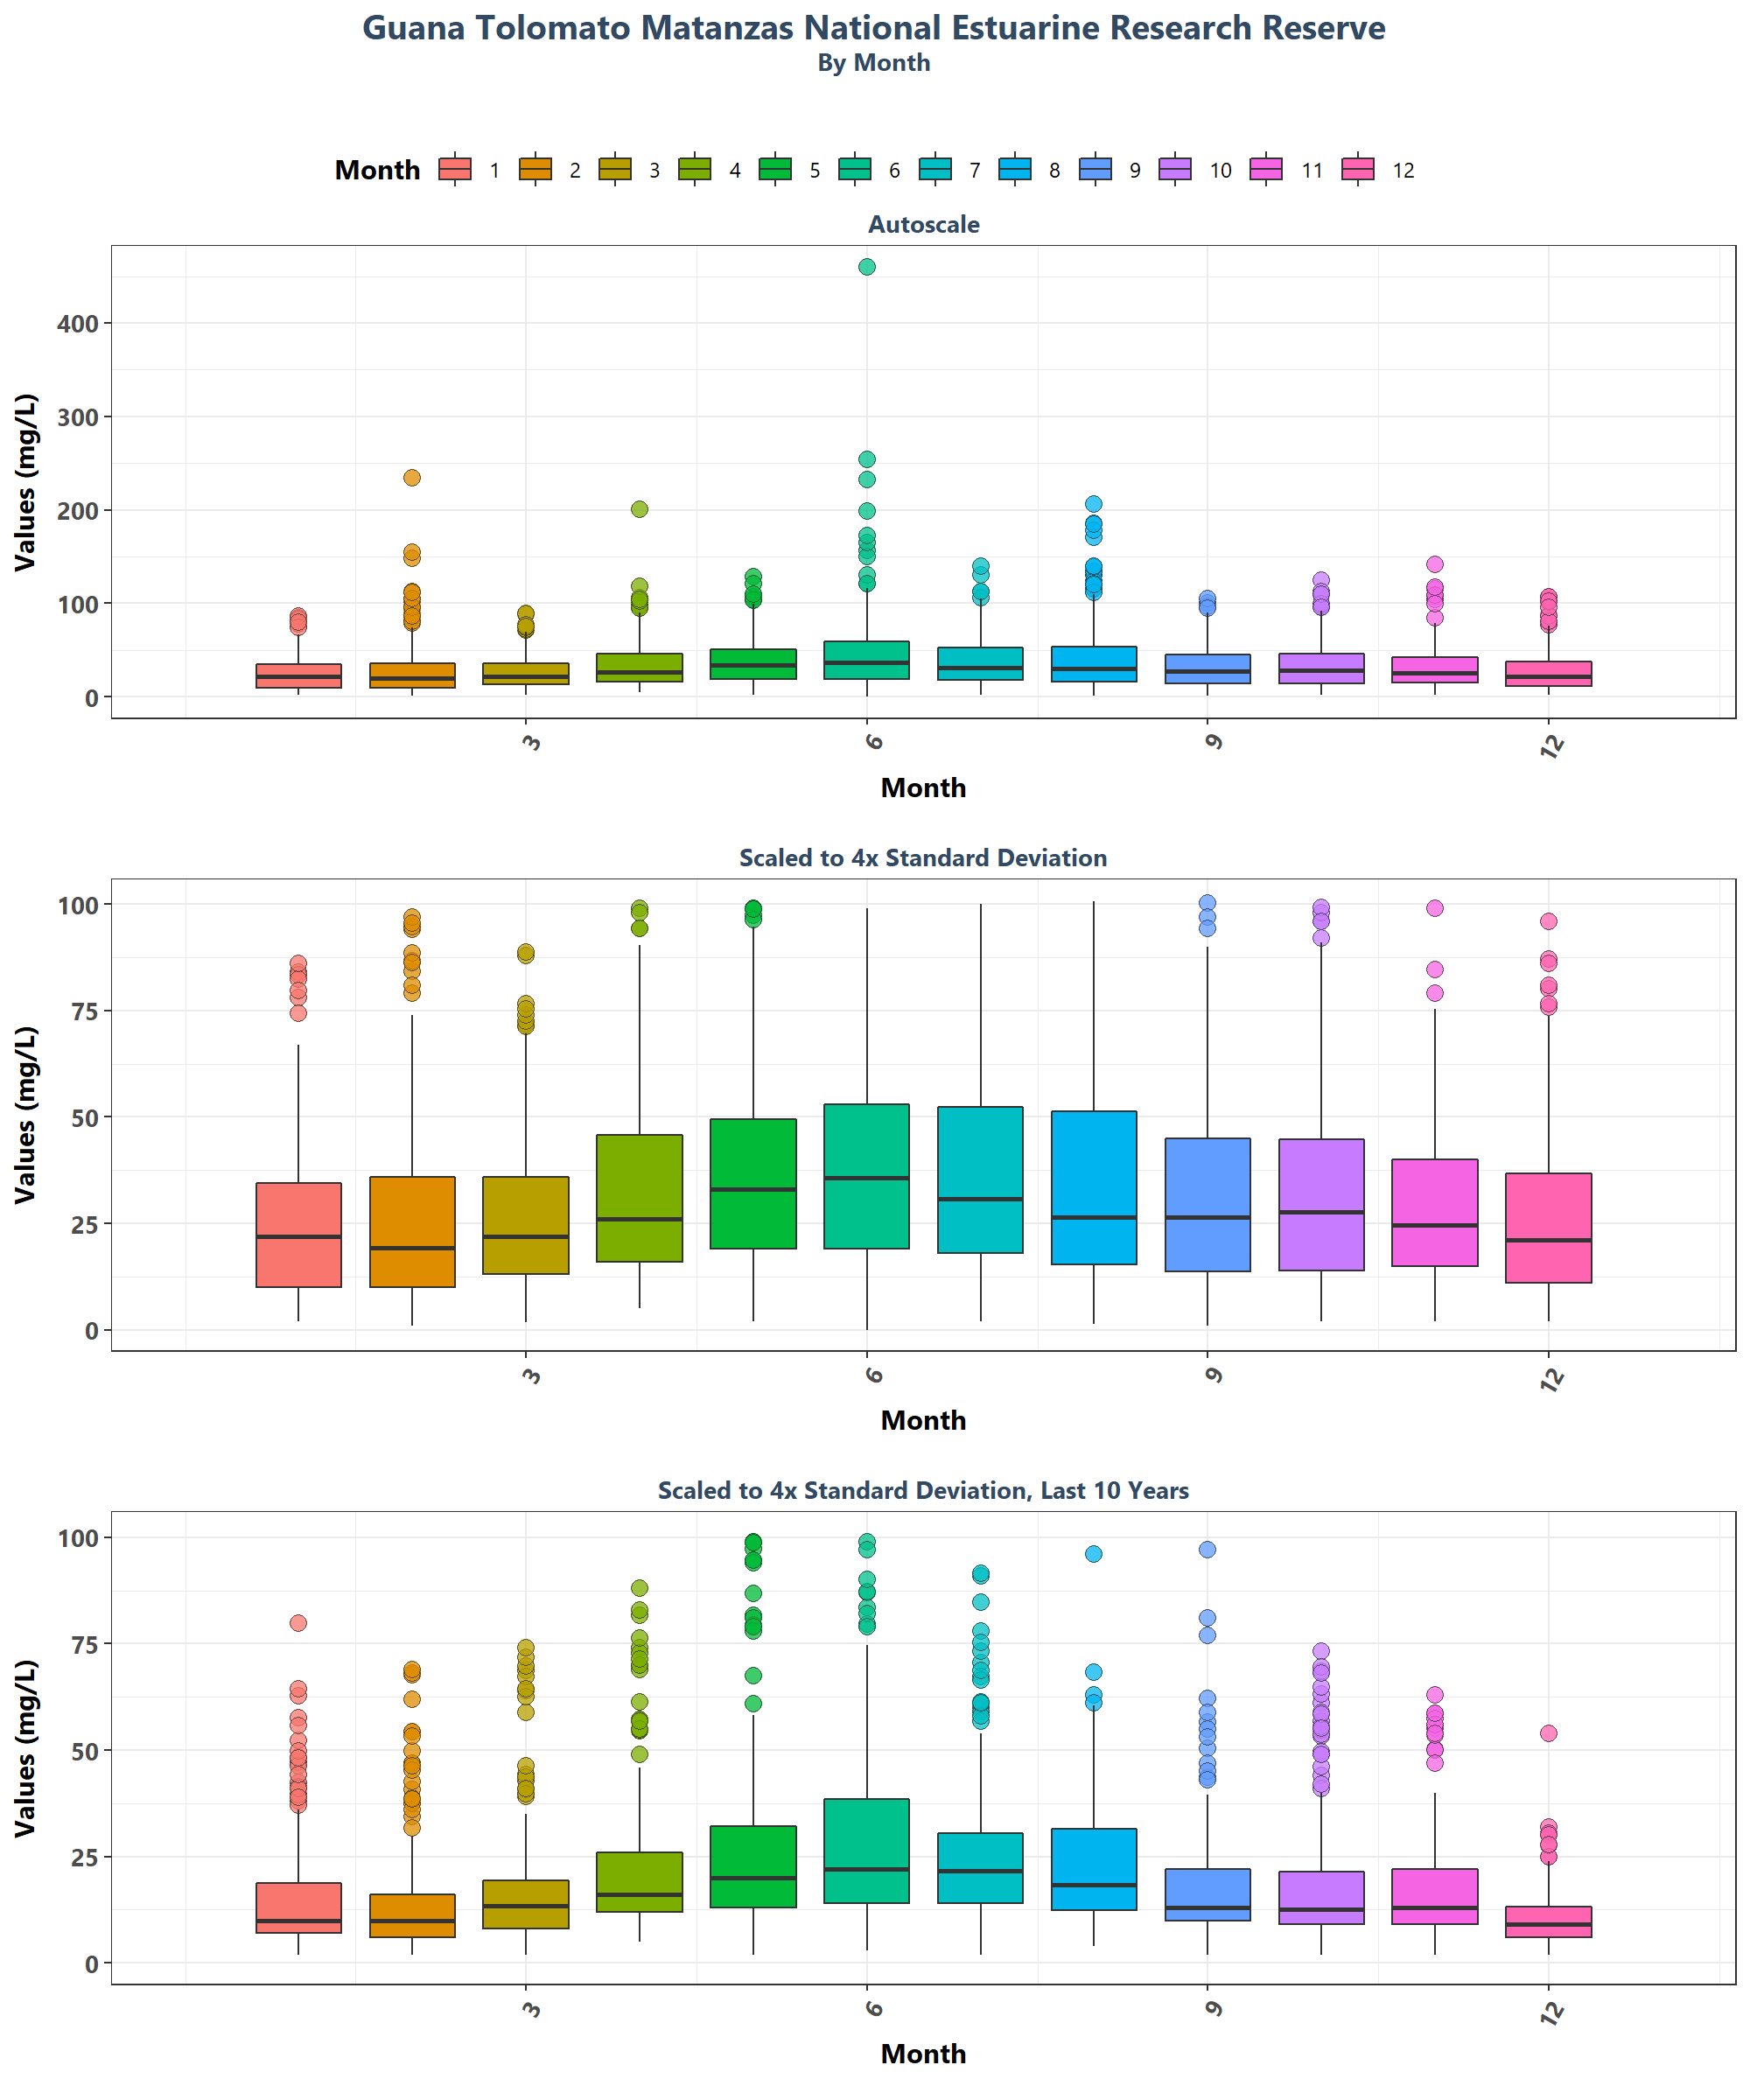 Guana Tolomato Matanzas National Estuarine Research Reserve
By Month
Month 1 2 3 4 5 6 7 8 9 10 11 12
Autoscale
Values (mg/L)
400
300
200
100
0
3 6 9 12
Month
Scaled to 4x Standard Deviation
Values (mg/L)
100
75
50
25
0
3 6 9 12
Month
Scaled to 4x Standard Deviation, Last 10 Years
Values (mg/L)
100
75
50
25
0
3 6 9 12
Month